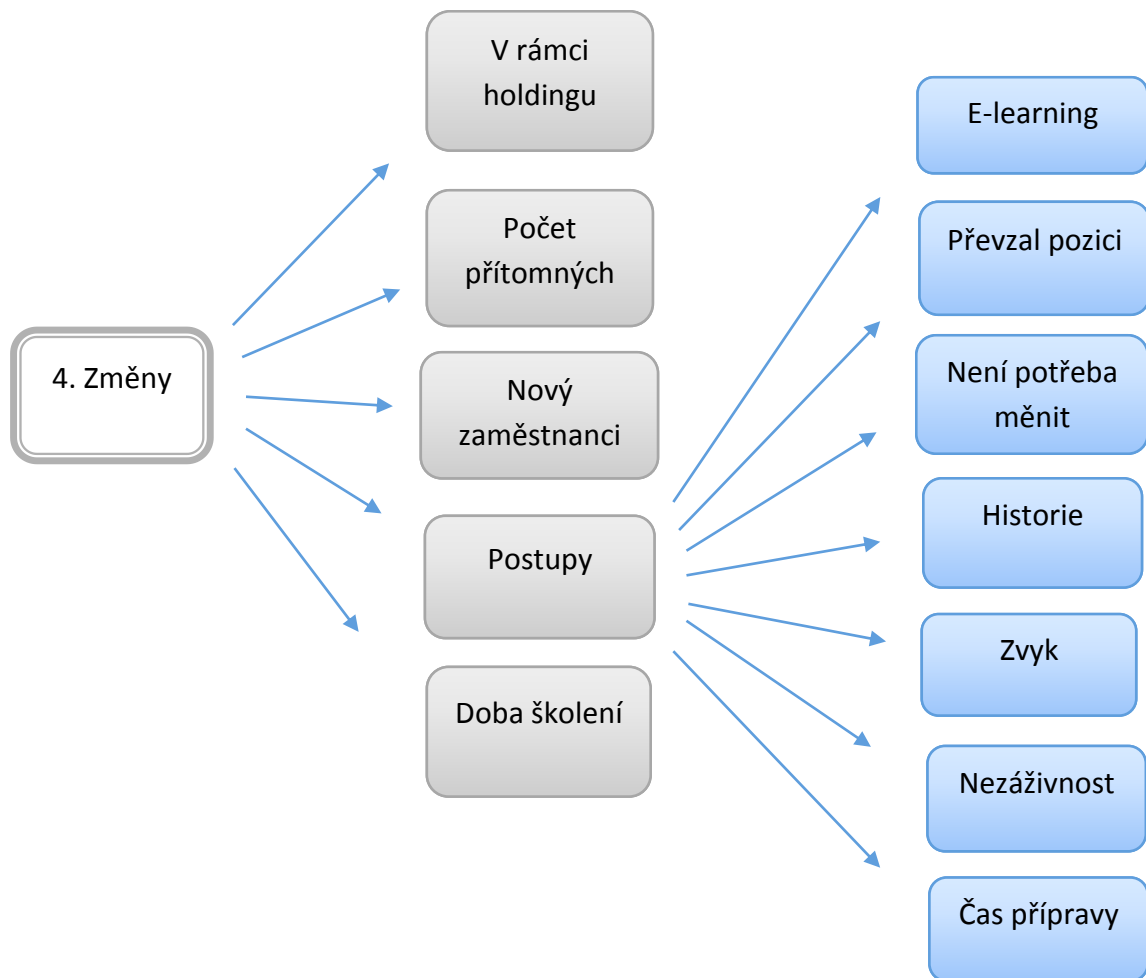 4. Změny
V rámci
holdingu
Počet
přítomných
Nový
zaměstnanci
Postupy
Doba školení
E-learning
Převzal pozici
Není potřeba
měnit
Historie
Zvyk
Nezáživnost
Čas přípravy